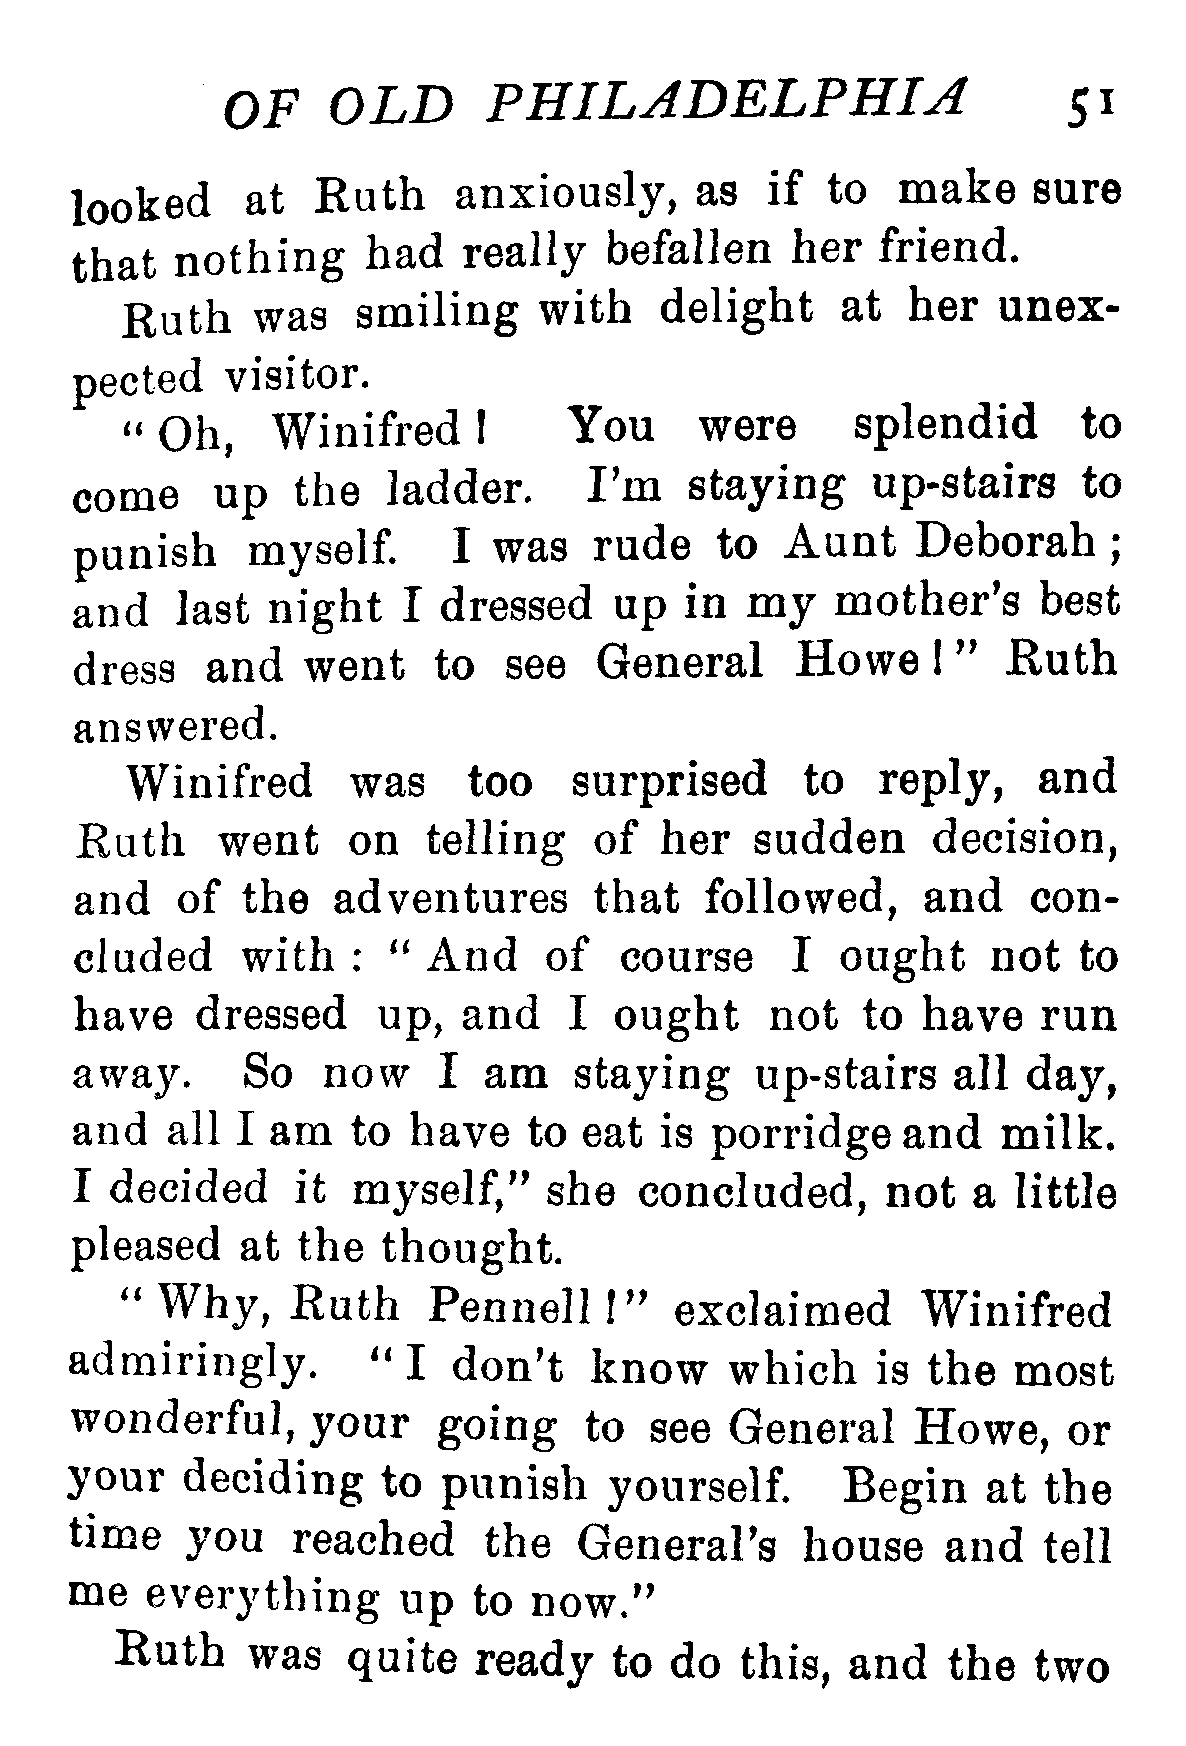 OF OLD PHILADELPHIA 51
looked at Ruth anxiously, as if to make sure
that nothing had really befallen her friend.
Ruth was smiling with delight at her unex-
pected visitor.
“Oh, Winifred! You were splendid to
come up the ladder. I’m staying up-stairs to
punish myself. I was rude to Aunt Deborah;
and last night I dressed up in my mother’s best
dress and went to see General Howe!” Ruth
answered.
Winifred was too surprised to reply, and
Ruth went on telling of her sudden decision,
and of the adventures that followed, and con-
cluded with: “And of course I ought not to
have dressed up, and I ought not to have run
away. So now I am staying up-stairs all day,
and all I am to have to eat is porridge and milk.
I decided it myself,” she concluded, not a little
pleased at the thought.
“Why, Ruth Pennell!” exclaimed Winifred
admiringly. “I don’t know which is the most
wonderful, your going to see General Howe, or
your deciding to punish yourself. Begin at the
time you reached the General’s house and tell
me everything up to now.”
Ruth was quite ready to do this, and the two